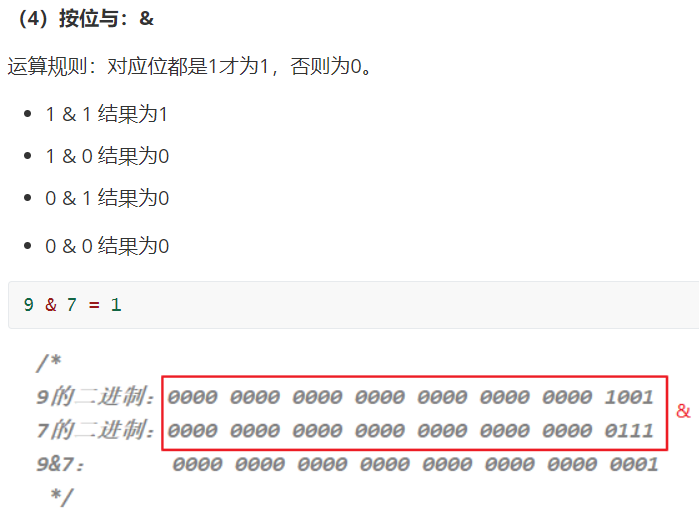 （4）按位与：&
运算规则：对应位都是1才为1，否则为0。
1 & 1 结果为1
1 & 0 结果为0
0 & 1 结果为0
0 & 0 结果为0
9 & 7 = 1
/*
9的二进制：0000 0000 0000 0000 0000 0000 0000 1001
&
7的二进制：0000 0000 0000 0000 0000 0000 0000 0111
9&7： 0000 0000 0000 0000 0000 0000 0000 0001
*/